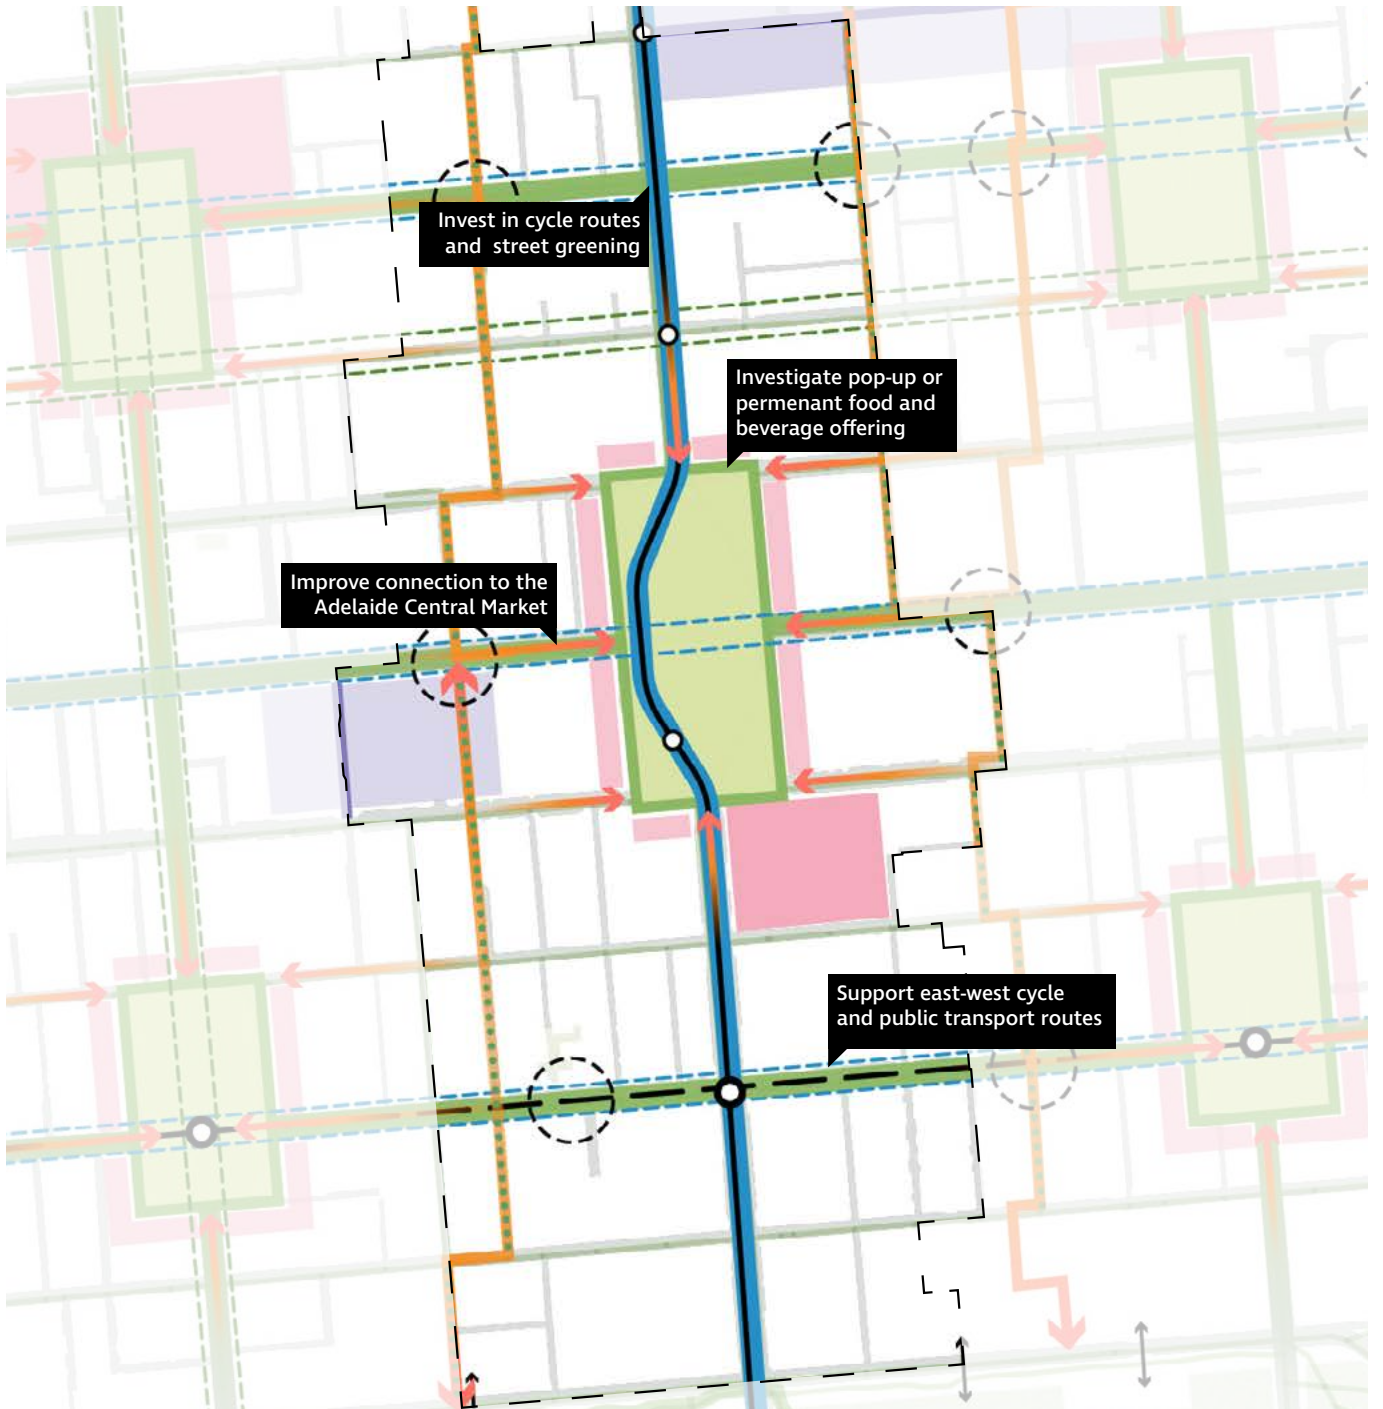 Invest in cycle routes
and street greening
Investigate pop-up or
permenant food and
beverage offering
Improve connection to the
Adelaide Central Market
Support east-west cycle
and public transport routes